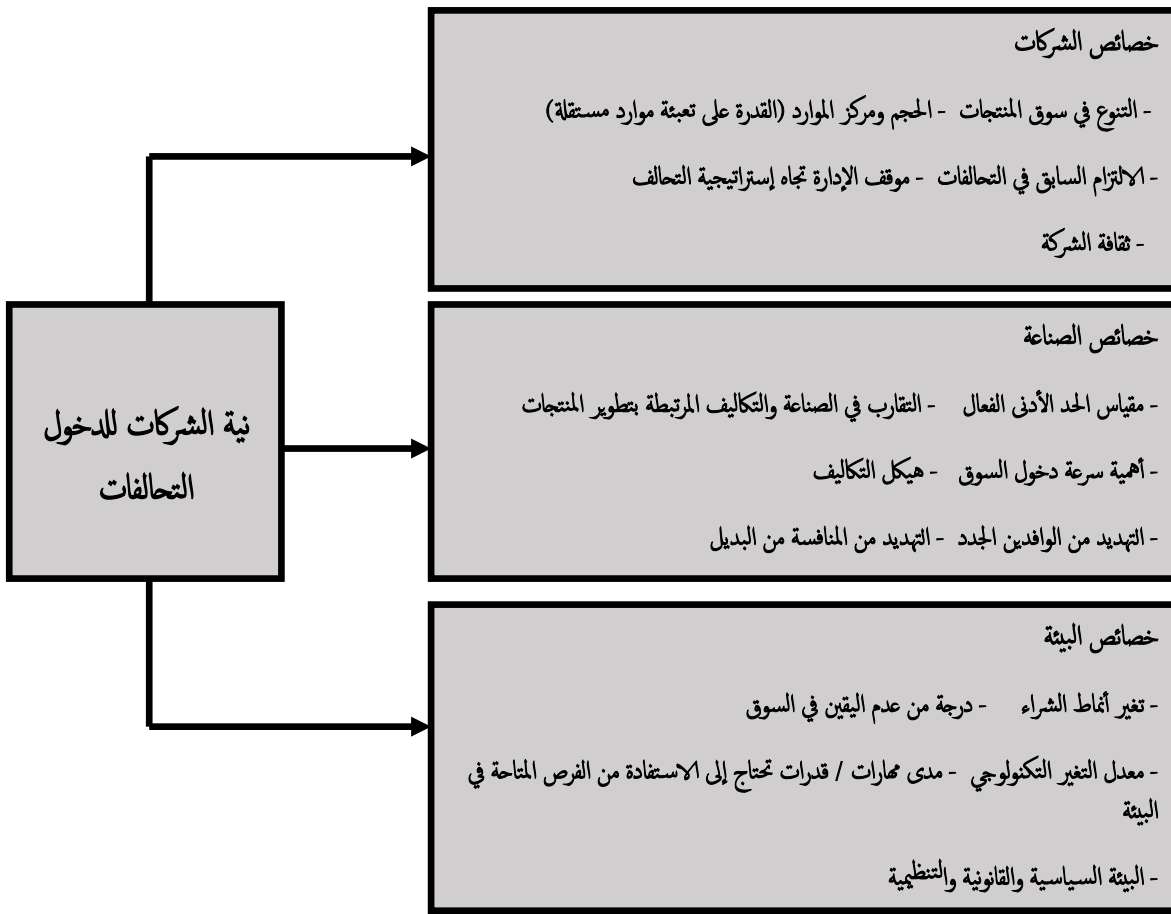 خصائص الشركات
- التنوع في سوق المنتجات - الحجم ومركز الموارد (القدرة على تعبئة موارد مستقلة)
- الالتزام السابق في التحالفات - موقف الإدارة تجاه إستراتيجية التحالف
- ثقافة الشركة
نية الشركات للدخول
التحالفات
خصائص الصناعة
- مقياس الحد الأدنى الفعال - التقارب في الصناعة والتكاليف المرتبطة بتطوير المنتجات
- أهمية سرعة دخول السوق - هيكل التكاليف
- التهديد من الوافدين الجدد - التهديد من المنافسة من البديل
خصائص البيئة
- تغير أنماط الشراء - درجة من عدم اليقين في السوق
- معدل التغير التكنولوجي - مدى مهارات / قدرات تحتاج إلى الاستفادة من الفرص المتاحة في
البيئة
- البيئة السياسية والقانونية والتنظيمية